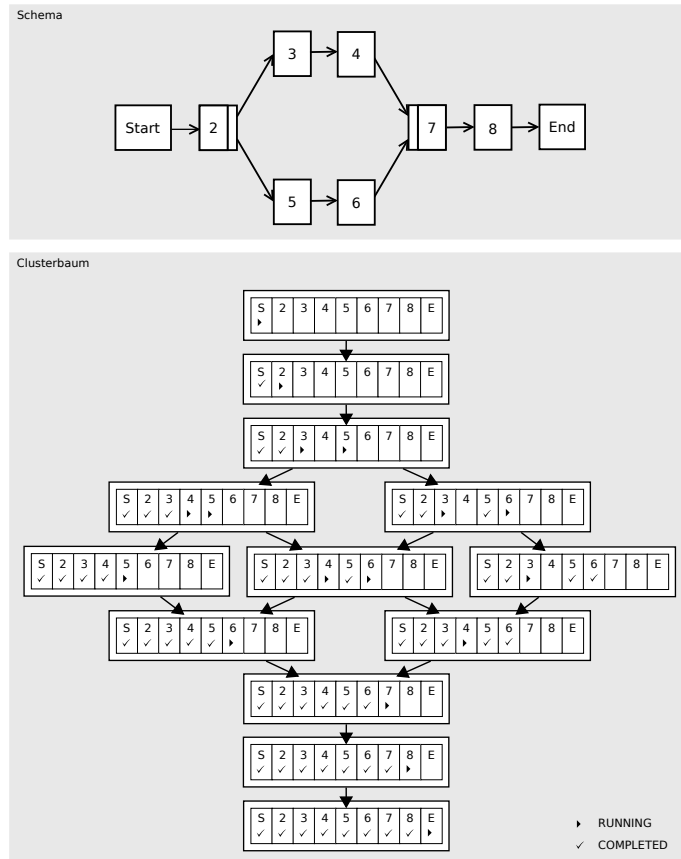 Schema
3 4
Start 2 7 8 End
5 6
Clusterbaum
S 2 3 4 5 6 7 8 E
S 2 3 4 5 6 7 8 E
✓
S 2 3 4 5 6 7 8 E
✓ ✓
S 2 3 4 5 6 7 8 E S 2 3 4 5 6 7 8 E
✓ ✓ ✓ ✓ ✓ ✓
S 2 3 4 5 6 7 8 E S 2 3 4 5 6 7 8 E S 2 3 4 5 6 7 8 E
✓ ✓ ✓ ✓ ✓ ✓ ✓ ✓ ✓ ✓ ✓ ✓
S 2 3 4 5 6 7 8 E S 2 3 4 5 6 7 8 E
✓ ✓ ✓ ✓ ✓ ✓ ✓ ✓ ✓ ✓
S 2 3 4 5 6 7 8 E
✓ ✓ ✓ ✓ ✓ ✓
S 2 3 4 5 6 7 8 E
✓ ✓ ✓ ✓ ✓ ✓ ✓
S 2 3 4 5 6 7 8 E
✓ ✓ ✓ ✓ ✓ ✓ ✓ ✓
RUNNING
✓ COMPLETED